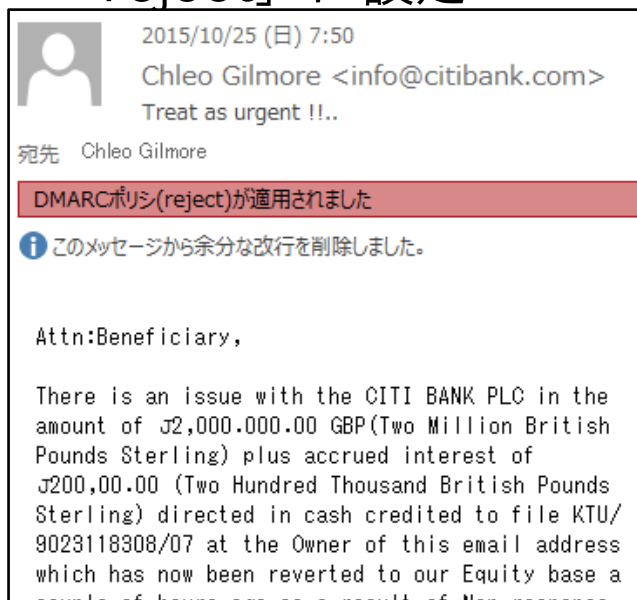 reject」
2015/10/25 (日) 7:50
Chleo Gilmore <info@citibank.com>
Treat as urgent !!..
宛先 Chleo Gilmore
DMARCポリシ(reject)が適用されました
このメッセージから余分な改行を削除しました。
Attn:Beneficiary,
There is an issue with the CITI BANK PLC in the
amount of J2,000.000.00 GBP(Two Million British
Pounds Sterling) plus accrued interest of
J200,00.00 (Two Hundred Thousand British Pounds
Sterling) directed in cash credited to file KTU/
9023118308/07 at the Owner of this email address
which has now been reverted to our Equity base a